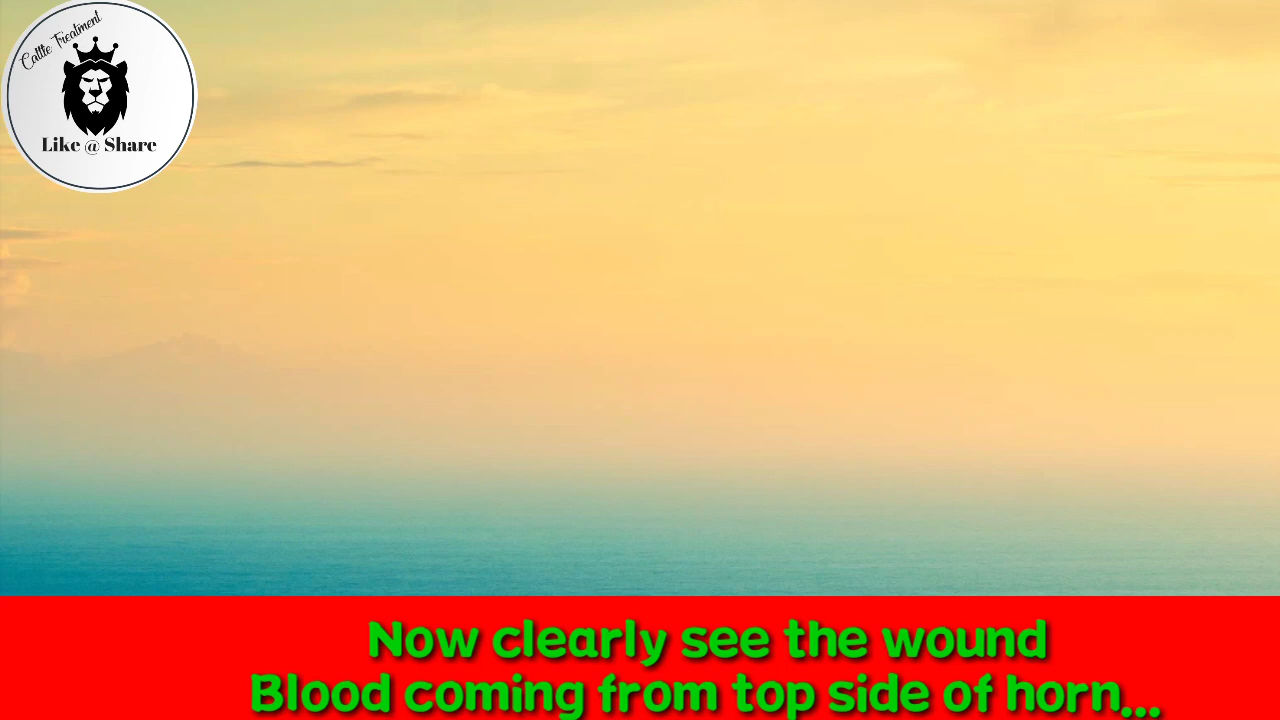 Cattle Treatment
Like @ Share
Now clearly see the wound
Blood coming from top side of horn...